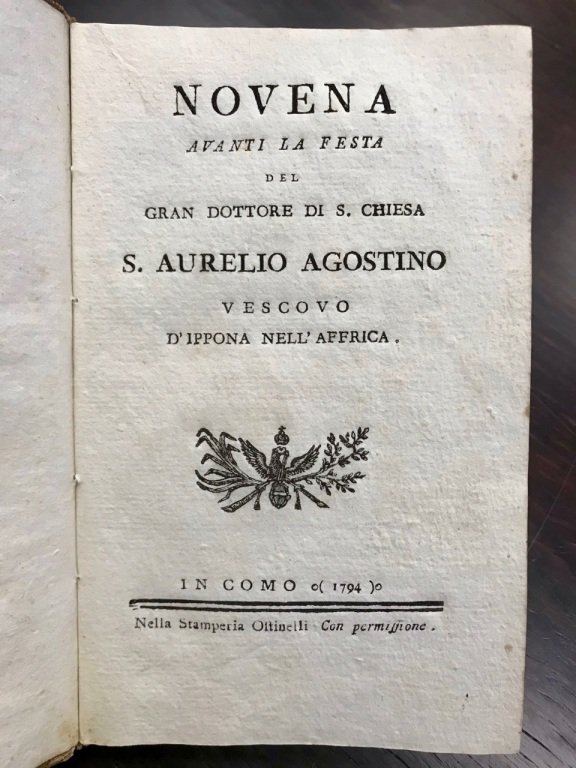 NOVENA
AVANTI LA FESTA
DEL
GRAN DOTTORE DI S. CHIESA
S. AURELIO AGOSTINO
VESCOVO
D'IPPONA NELL'AFFRICA.
IN COMO o( 1794 )o
Nella Stamperia Oſtinelli Con permiſſione.